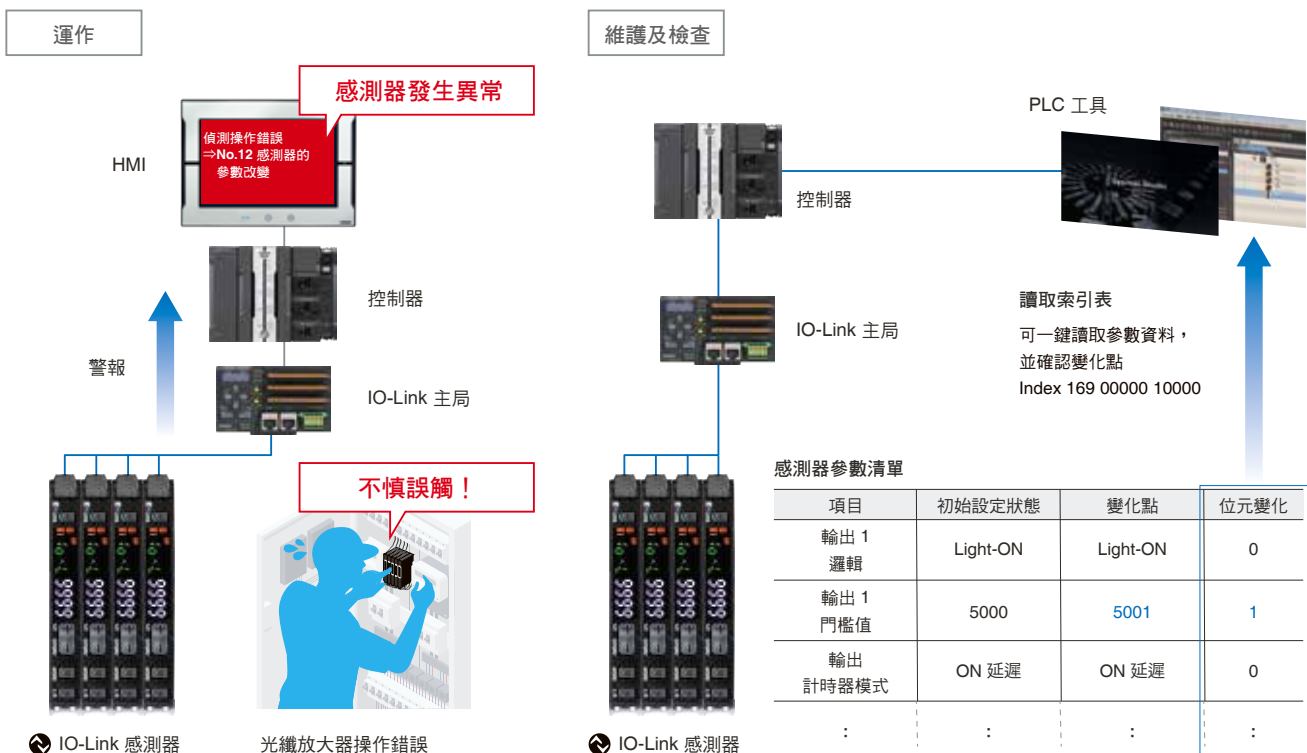 運作
感測器發生異常
偵測操作錯誤
⇒No.12 感測器的
參數改變
HMI
控制器
警報
IO-Link 主局
不慎誤觸！
IO-Link 感測器
光纖放大器操作錯誤
維護及檢查
PLC 工具
控制器
IO-Link 主局
讀取索引表
可一鍵讀取參數資料，
並確認變化點
Index 169 00000 10000
感測器參數清單
項目 初始設定狀態 變化點 位元變化
輸出 1
邏輯 Light-ON Light-ON 0
輸出 1
門檻值 5000 5001 1
輸出
計時器模式 ON 延遲 ON 延遲 0
: : : :
IO-Link 感測器